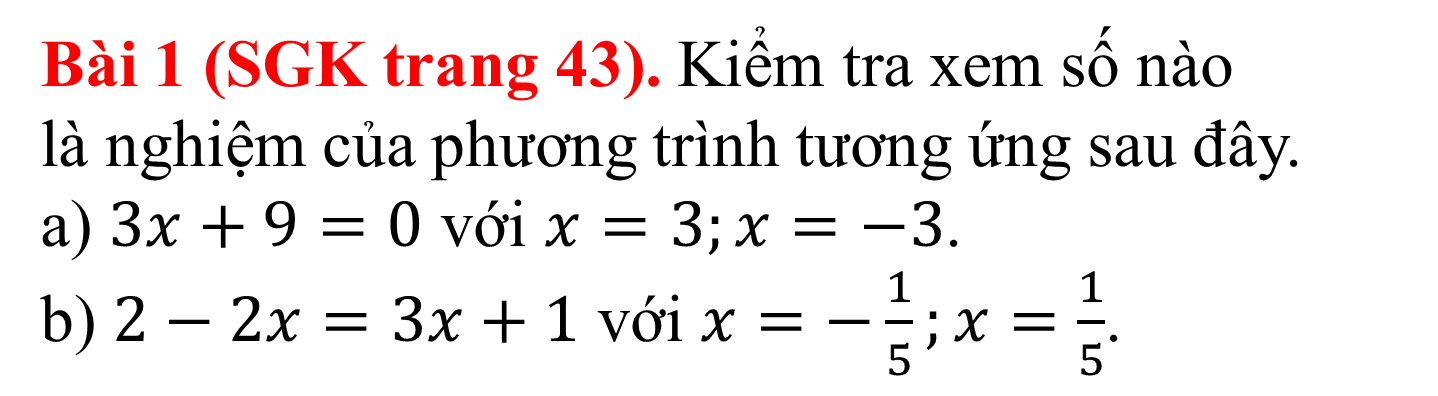 Bài 1 (SGK trang 43). Kiểm tra xem số nào
là nghiệm của phương trình tương ứng sau đây.
a) 3x + 9 = 0 với x = 3; x = −3.
b) 2 − 2x = 3x + 1 với x = −1/5; x = 1/5.